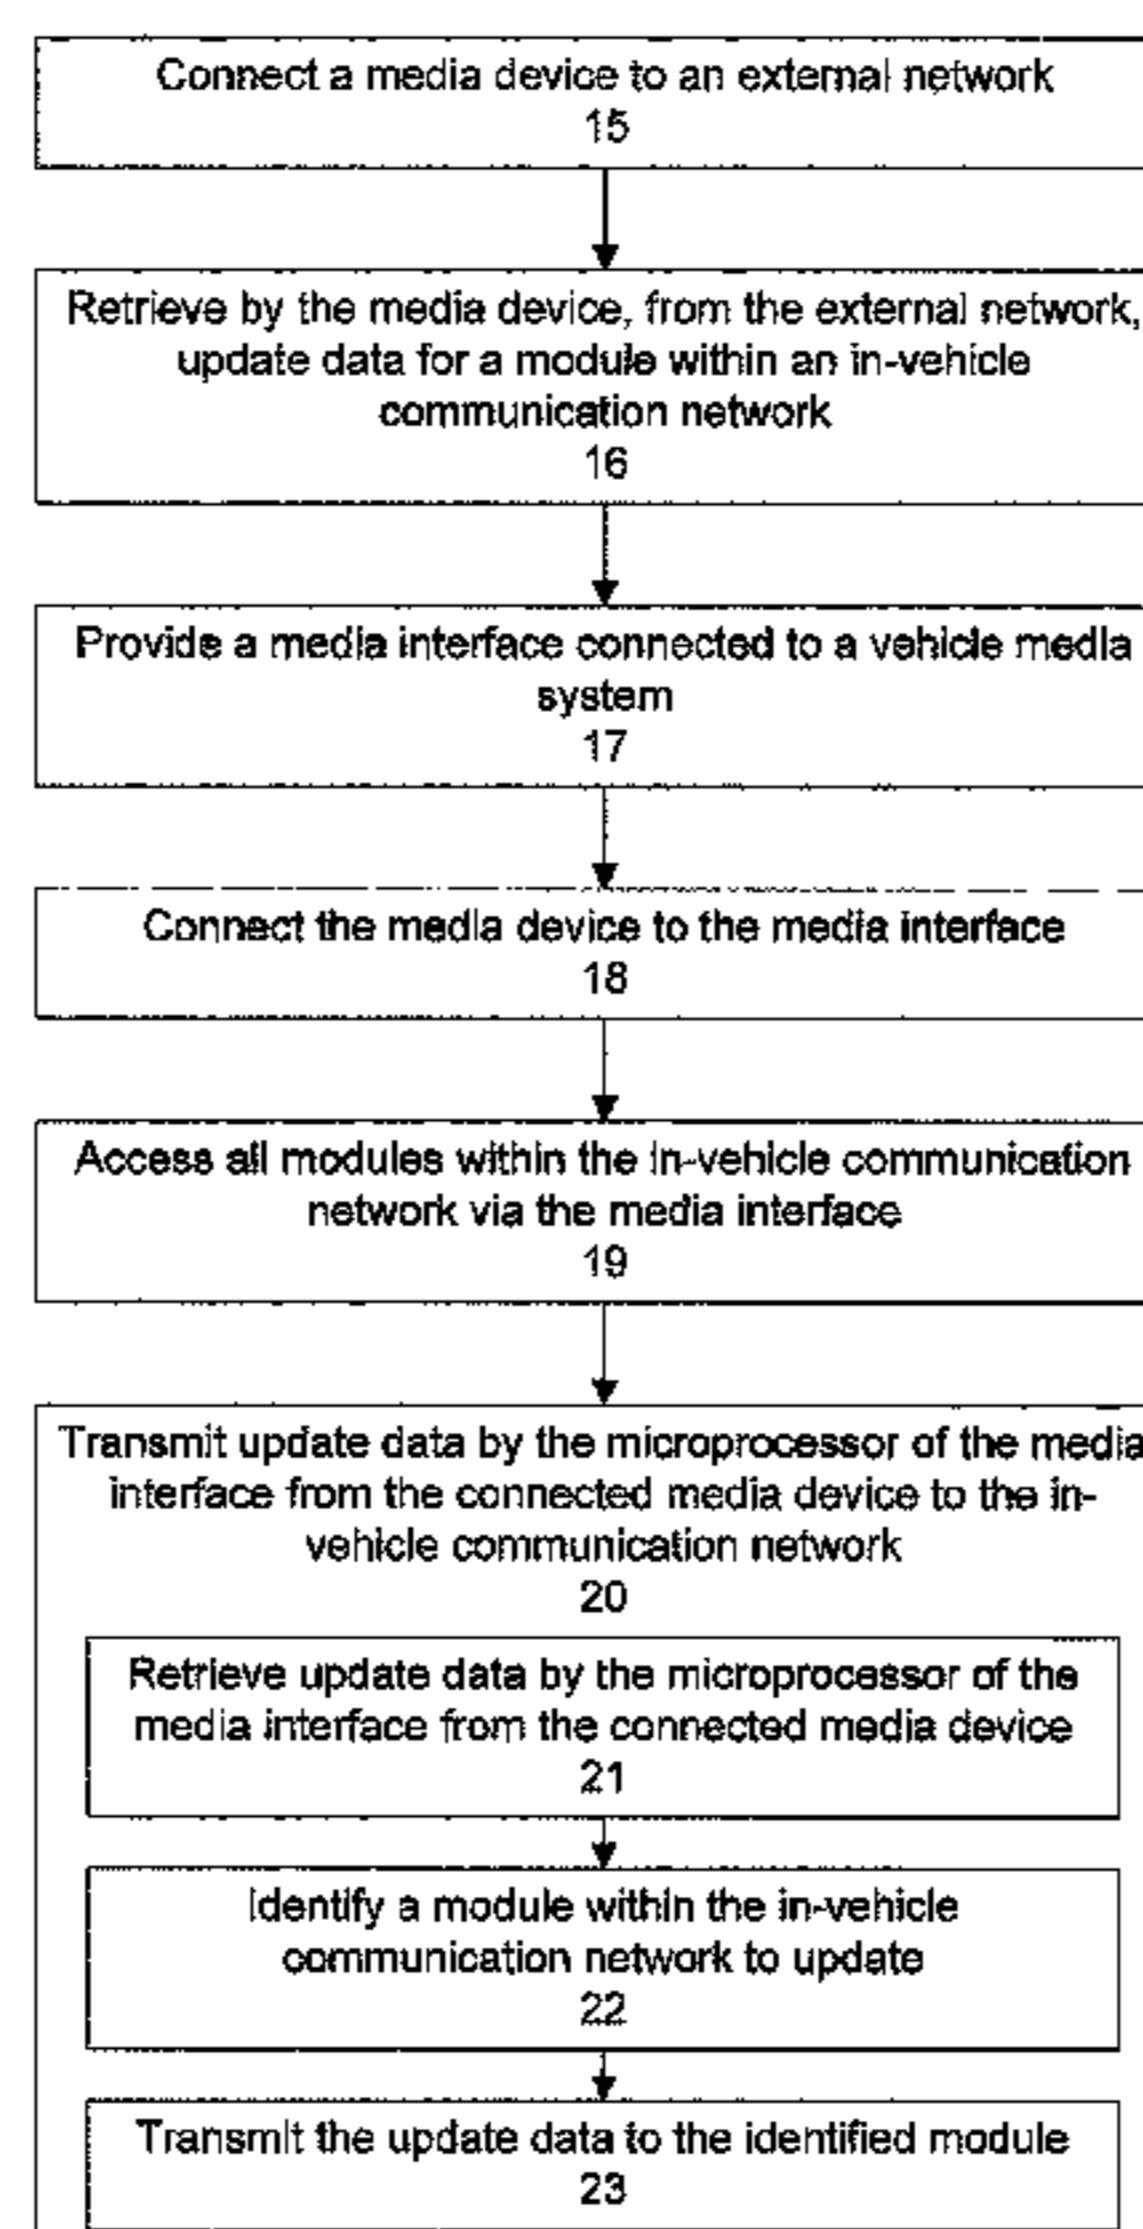 Connect a media device to an external network
15
Retrieve by the media device, from the external network,
update data for a module within an in-vehicle
communication network
16
Provide a media interface connected to a vehicle media
system
17
Connect the media device to the media interface
18
Access all modules within the in-vehicle communication
network via the media interface
19
Transmit update data by the microprocessor of the media
interface from the connected media device to the in-
vehicle communication network
20
Retrieve update data by the microprocessor of the
media interface from the connected media device
21
Identify a module within the in-vehicle
communication network to update
22
Transmit the update data to the identified module
23